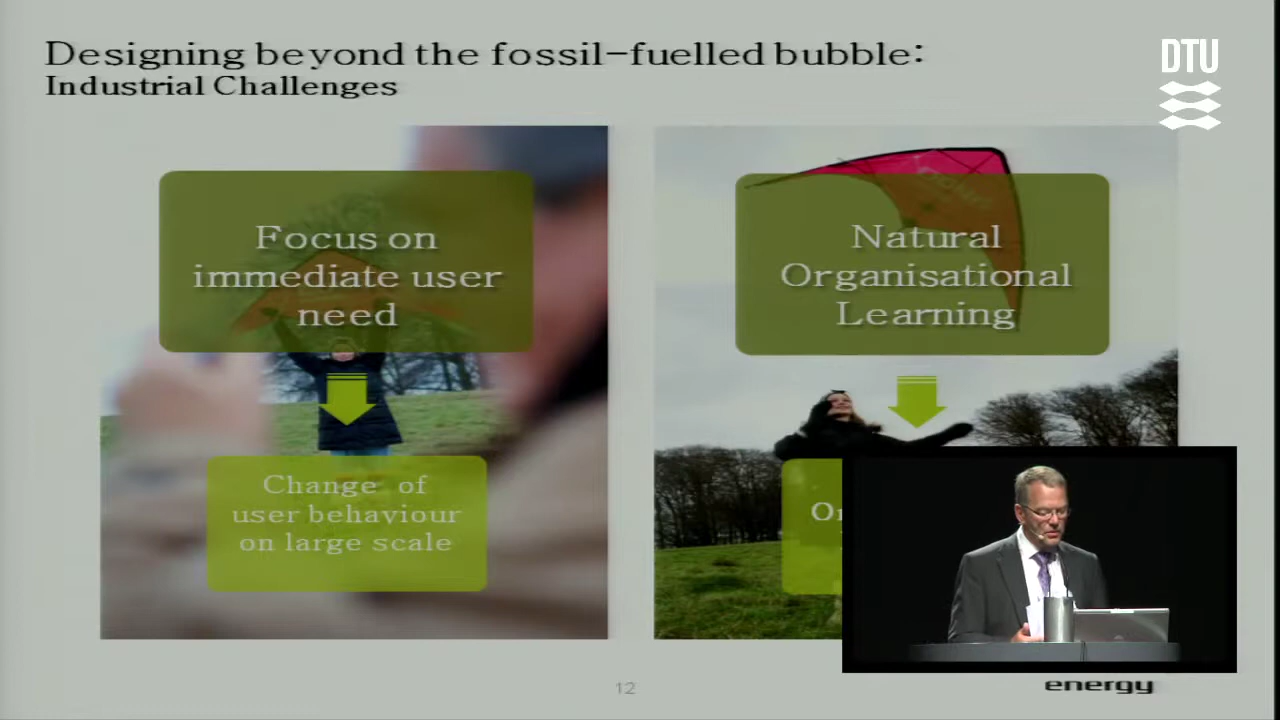 Designing beyond the fossil-fuelled bubble:
Industrial Challenges
DTU
Focus on
immediate user
need
Natural
Organisational
Learning
Change of
user behaviour
on large scale
12
energy